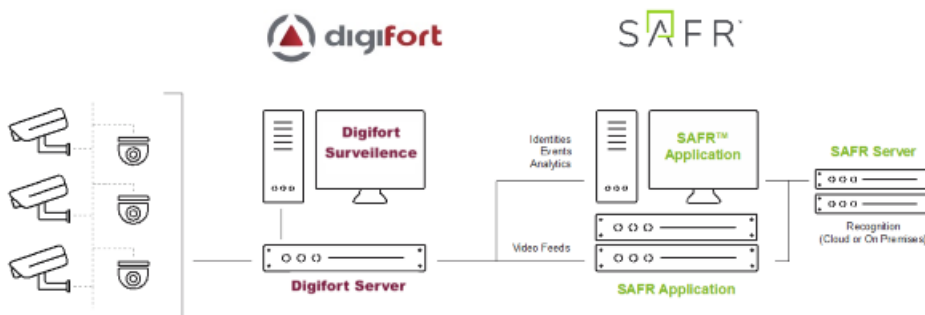 digifort
SAFR™
Digifort
Surveilence
Identities
Events
Analytics
SAFR™
Application
SAFR Server
Recognition
(Cloud or On Premises)
Video Feeds
Digifort Server
SAFR Application